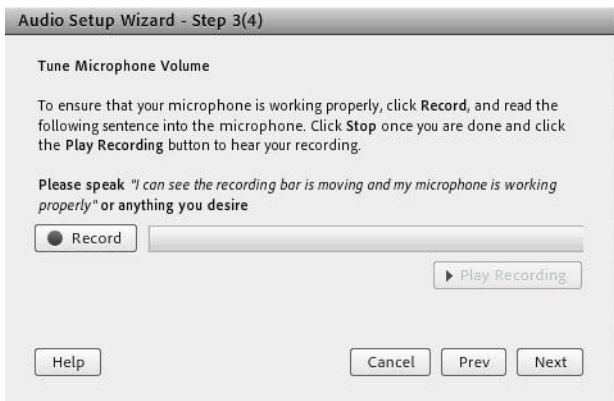 Audio Setup Wizard - Step 3(4)
Tune Microphone Volume
To ensure that your microphone is working properly, click Record, and read the
following sentence into the microphone. Click Stop once you are done and click
the Play Recording button to hear your recording.
Please speak "I can see the recording bar is moving and my microphone is working
properly" or anything you desire
Record
Play Recording
Help
Cancel
Prev
Next